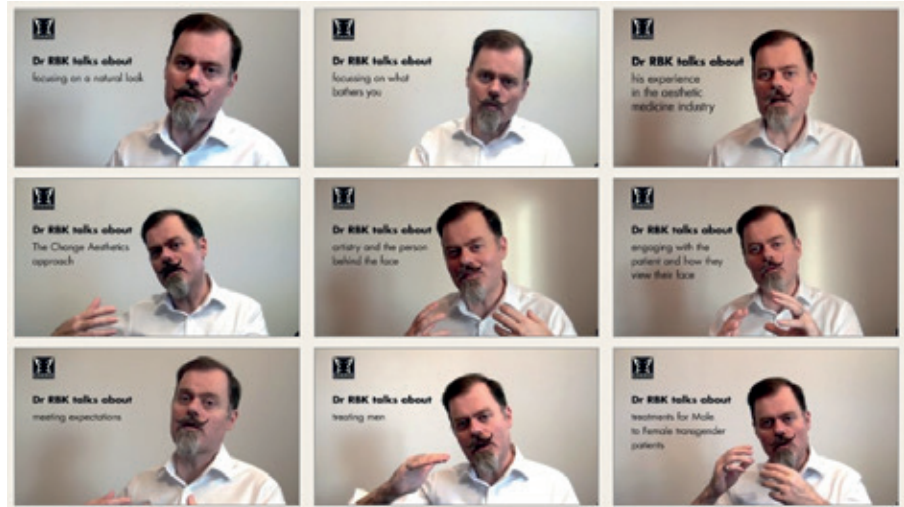 Dr RBK talks about
focusing on a natural look
Dr RBK talks about
focussing on what
bothers you
Dr RBK talks about
his experience
in the aesthetic
medicine industry
Dr RBK talks about
The Change Aesthetics
approach
Dr RBK talks about
artistry and the person
behind the face
Dr RBK talks about
engaging with the
patient and how they
view their face
Dr RBK talks about
meeting expectations
Dr RBK talks about
treating men
Dr RBK talks about
treatments for Male
to Female transgender
patients